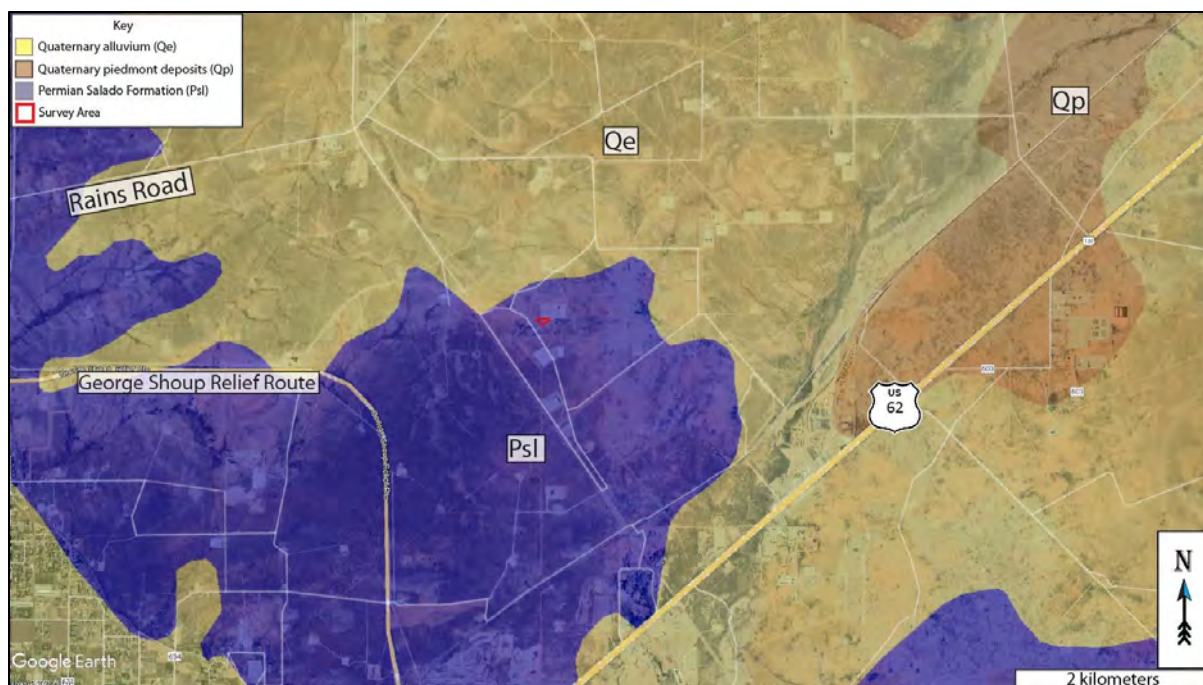 Key
Quaternary alluvium (Qe)
Quaternary piedmont deposits (Qp)
Permian Salado Formation (Psl)
Survey Area
Qp
Qe
Rains Road
George Shoup Relief Route
US
62
Psl
600
N
Google Earth
2 kilometers